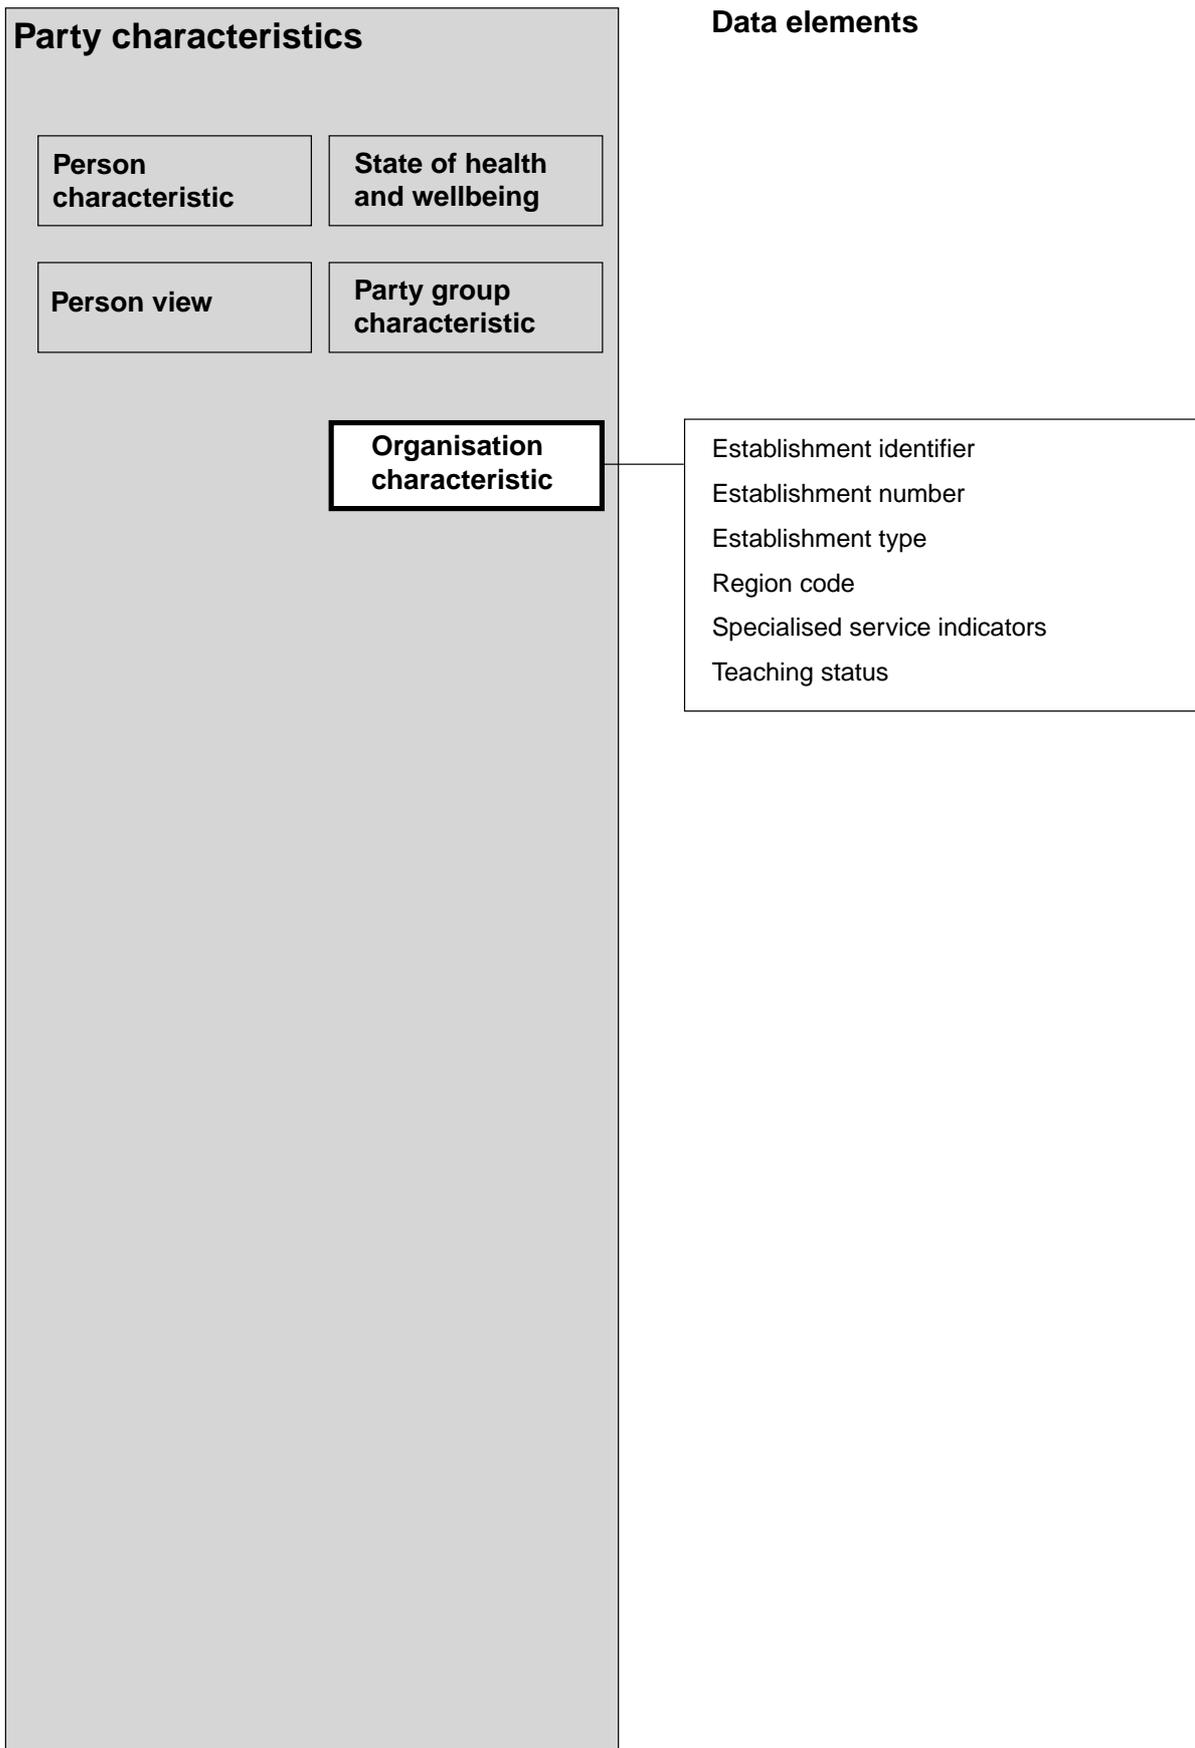 Party characteristics
Data elements
Person
characteristic
State of health
and wellbeing
Person view
Party group
characteristic
Organisation
characteristic
Establishment identifier
Establishment number
Establishment type
Region code
Specialised service indicators
Teaching status